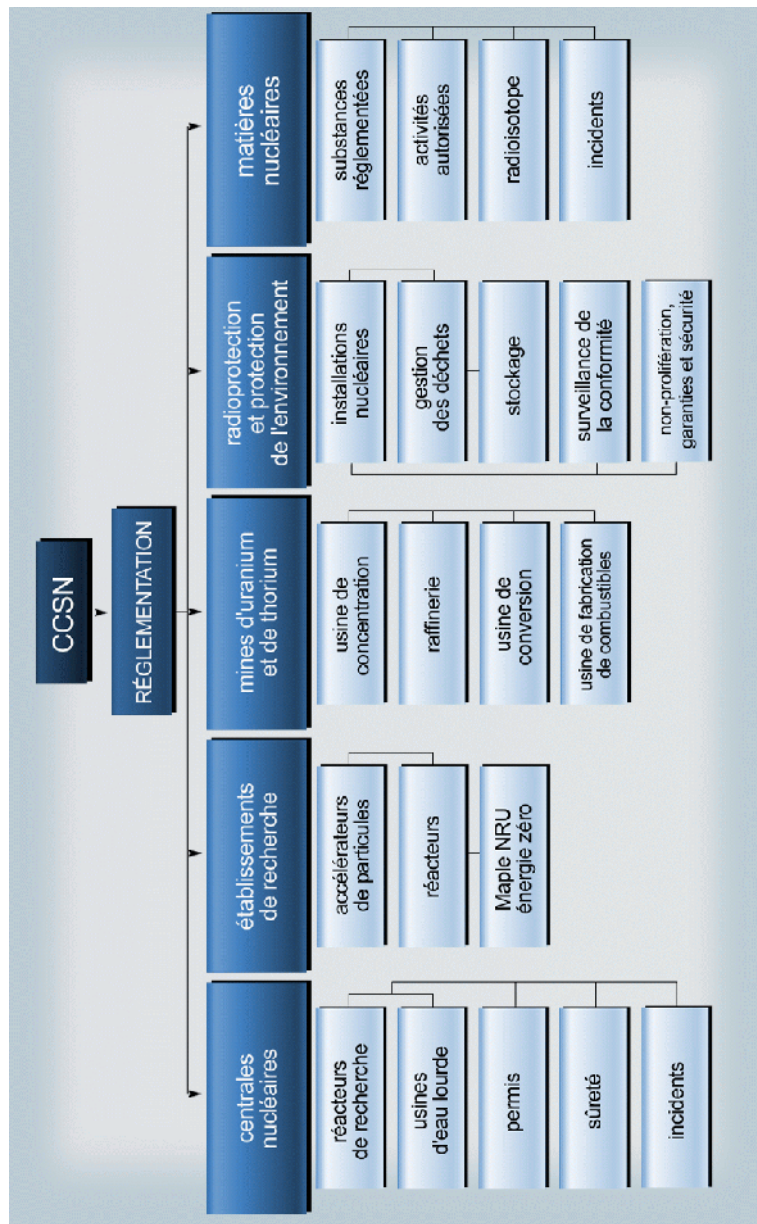 CCSN
RÉGLEMENTATION
centrales
nucléaires
réacteurs
de recherche
usines
d'eau lourde
permis
sûreté
incidents
établissements
de recherche
accélérateurs
de particules
réacteurs
Maple NRU
énergie zéro
mines d'uranium
et de thorium
usine de
concentration
raffinerie
usine de
conversion
usine de fabrication
de combustibles
radioprotection
et protection
de l'environnement
installations
nucléaires
gestion
des déchets
stockage
surveillance de
la conformité
non-prolifération,
garanties et sécurité
matières
nucléaires
substances
réglementées
activités
autorisées
radioisotope
incidents